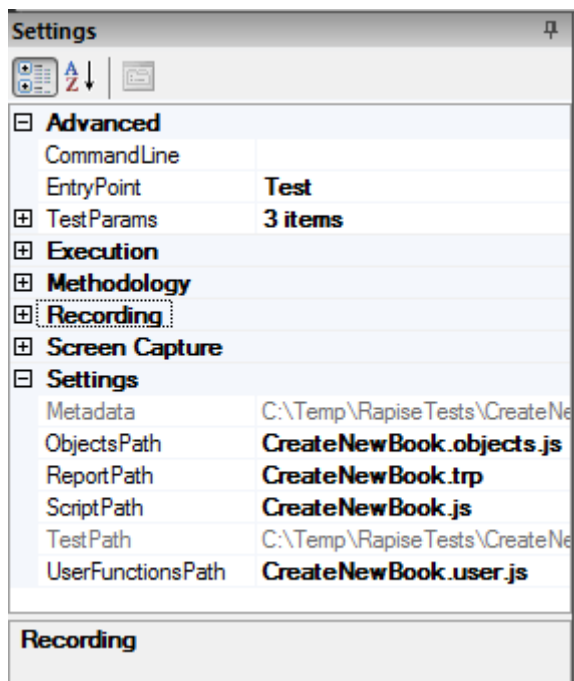 Settings
Advanced
CommandLine
EntryPoint Test
TestParams 3 items
Execution
Methodology
Recording
Screen Capture
Settings
Metadata C:\Temp\RapiseTests\CreateNe
ObjectsPath CreateNewBook.objects.js
ReportPath CreateNewBook.trp
ScriptPath CreateNewBook.js
TestPath C:\Temp\RapiseTests\CreateNe
UserFunctionsPath CreateNewBook.user.js
Recording